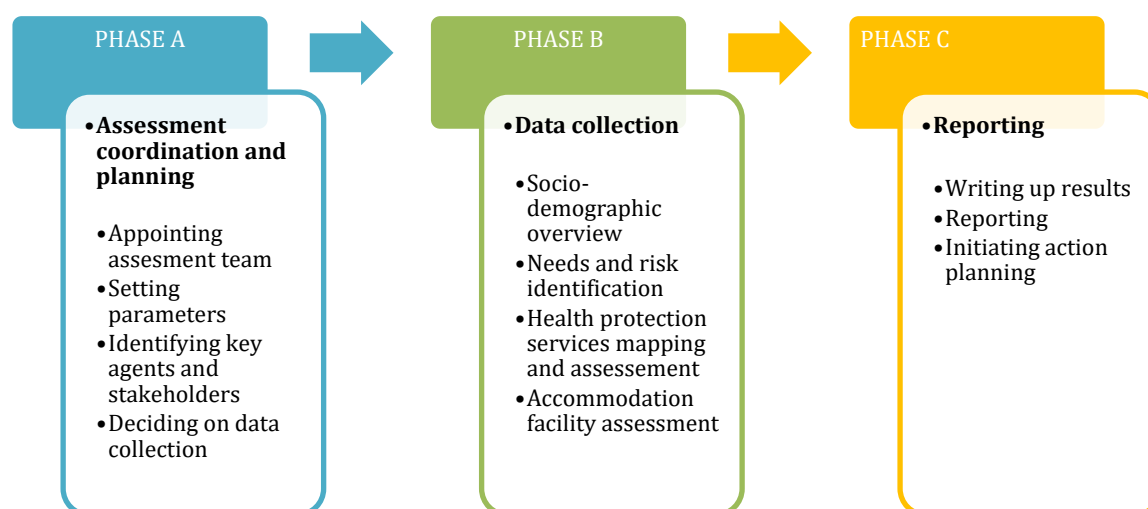 PHASE A
•Assessment
coordination and
planning
•Appointing
assesment team
•Setting
parameters
•Identifying key
agents and
stakeholders
•Deciding on data
collection
PHASE B
•Data collection
•Socio-
demographic
overview
•Needs and risk
identification
•Health protection
services mapping
and assessement
•Accommodation
facility assessment
PHASE C
•Reporting
•Writing up results
•Reporting
•Initiating action
planning